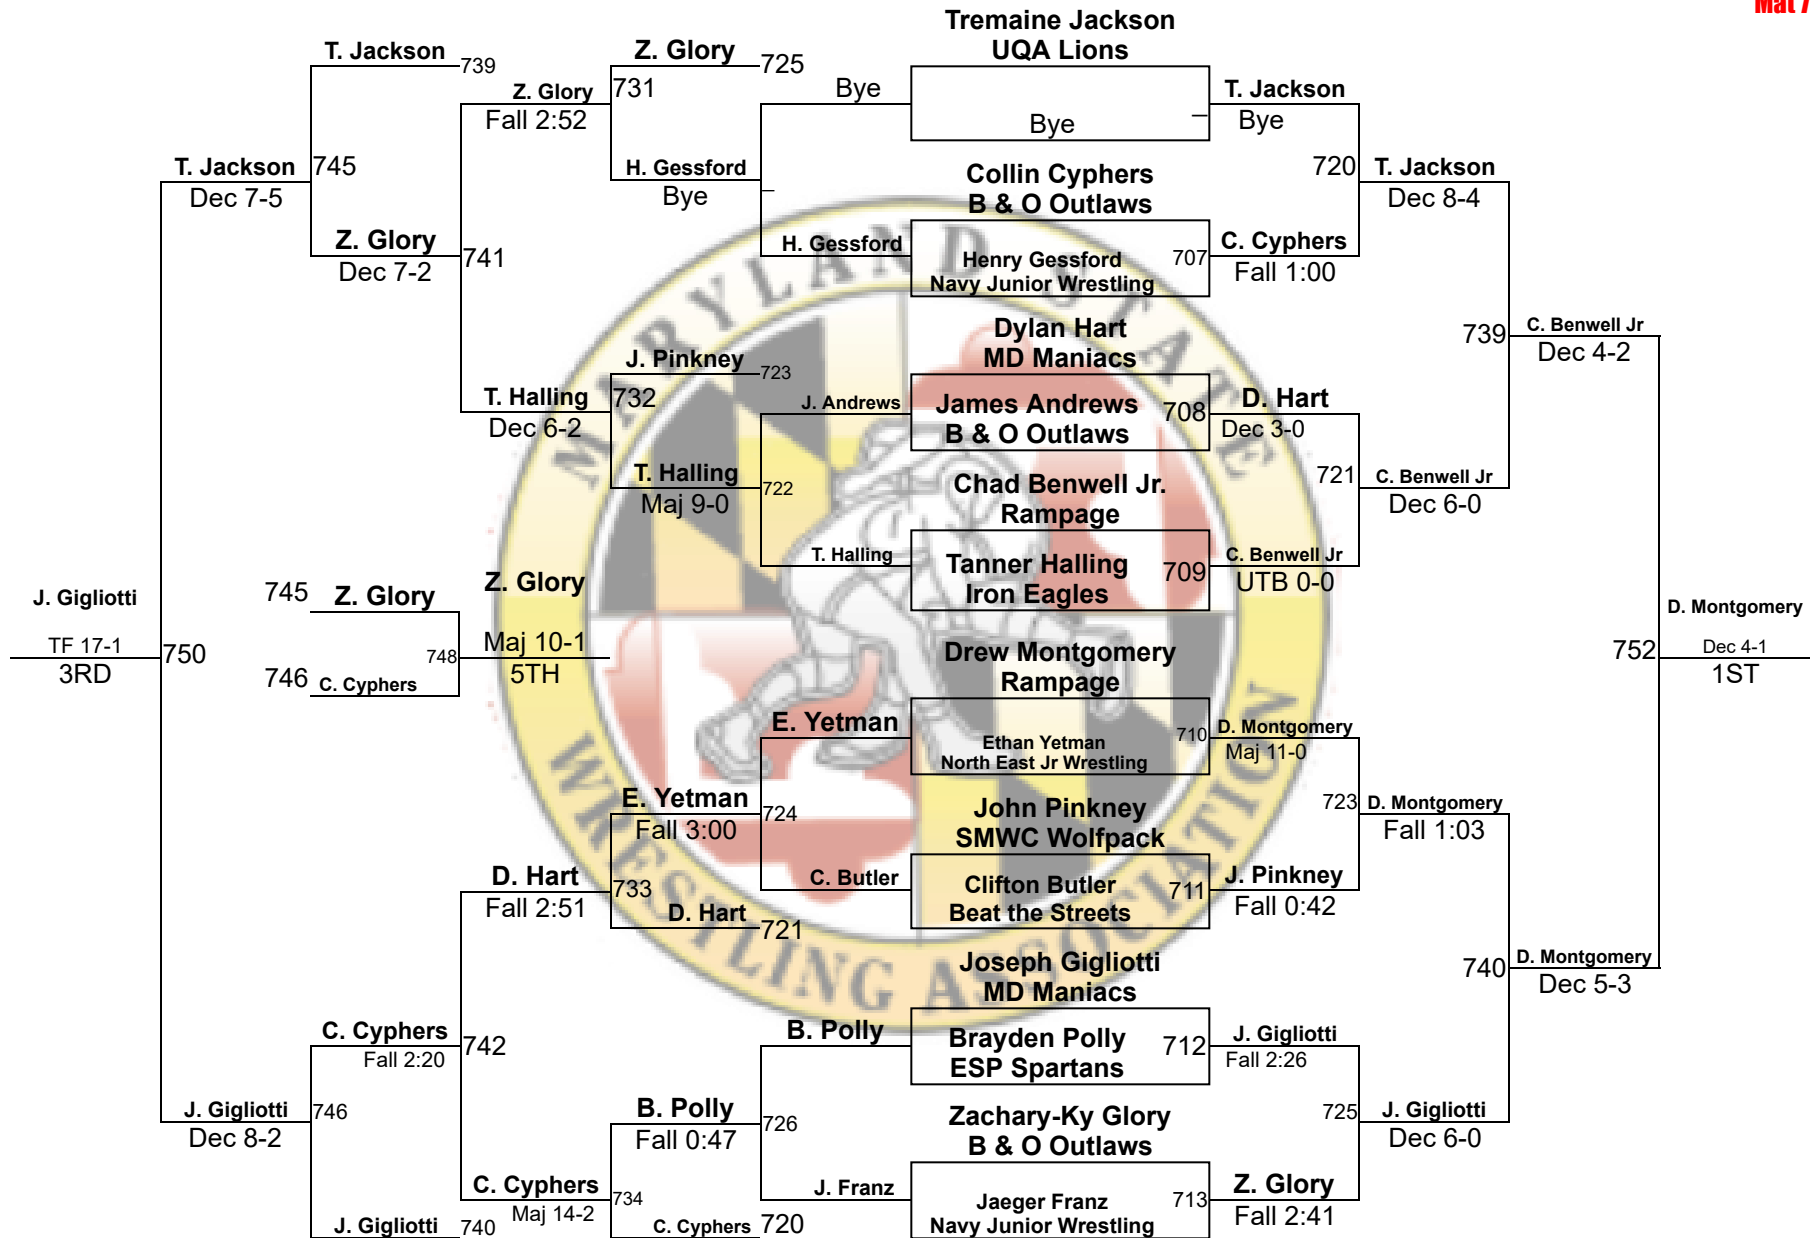 Mat 7
Tremaine Jackson
UQA Lions
Bye
T. Jackson
Bye
720
Collin Cyphers
B & O Outlaws
Henry Gessford
Navy Junior Wrestling
707
C. Cyphers
Fall 1:00
T. Jackson
Dec 8-4
Dylan Hart
MD Maniacs
James Andrews
B & O Outlaws
708
D. Hart
Dec 3-0
721
Chad Benwell Jr.
Rampage
Tanner Halling
Iron Eagles
709
C. Benwell Jr
UTB 0-0
C. Benwell Jr
Dec 6-0
739
C. Benwell Jr
Dec 4-2
Drew Montgomery
Rampage
Ethan Yetman
North East Jr Wrestling
710
D. Montgomery
Maj 11-0
723
John Pinkney
SMWC Wolfpack
Clifton Butler
Beat the Streets
711
J. Pinkney
Fall 0:42
D. Montgomery
Fall 1:03
Joseph Gigliotti
MD Maniacs
Brayden Polly
ESP Spartans
712
J. Gigliotti
Fall 2:26
725
Zachary-Ky Glory
B & O Outlaws
Jaeger Franz
Navy Junior Wrestling
713
Z. Glory
Fall 2:41
J. Gigliotti
Dec 6-0
740
D. Montgomery
Dec 5-3
752
D. Montgomery
Dec 4-1
1ST
Bye
H. Gessford
H. Gessford
Bye
Z. Glory
725
731
Z. Glory
Fall 2:52
J. Andrews
T. Halling
722
T. Halling
Maj 9-0
J. Pinkney
723
732
T. Halling
Dec 6-2
741
Z. Glory
Dec 7-2
T. Jackson
739
745
T. Jackson
Dec 7-5
E. Yetman
C. Butler
724
E. Yetman
Fall 3:00
D. Hart
721
733
D. Hart
Fall 2:51
B. Polly
J. Franz
726
B. Polly
Fall 0:47
C. Cyphers
720
734
C. Cyphers
Maj 14-2
742
C. Cyphers
Fall 2:20
J. Gigliotti
740
746
J. Gigliotti
Dec 8-2
750
J. Gigliotti
TF 17-1
3RD
745
Z. Glory
746
C. Cyphers
748
Z. Glory
Maj 10-1
5TH
MARYLAND STATE
WRESTLING ASSOCIATION